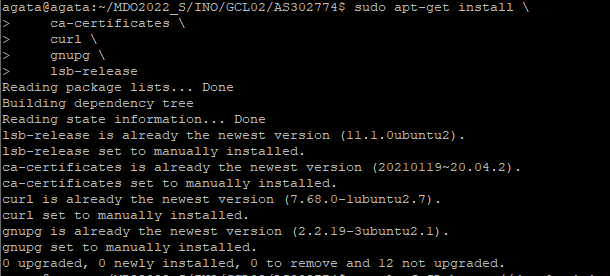 agata@agata:~/MDO2022_S/INO/GCL02/AS302774$ sudo apt-get install \
>     ca-certificates \
>     curl \
>     gnupg \
>     lsb-release
Reading package lists... Done
Building dependency tree
Reading state information... Done
lsb-release is already the newest version (11.1.0ubuntu2).
lsb-release set to manually installed.
ca-certificates is already the newest version (20210119~20.04.2).
ca-certificates set to manually installed.
curl is already the newest version (7.68.0-1ubuntu2.7).
curl set to manually installed.
gnupg is already the newest version (2.2.19-3ubuntu2.1).
gnupg set to manually installed.
0 upgraded, 0 newly installed, 0 to remove and 12 not upgraded.